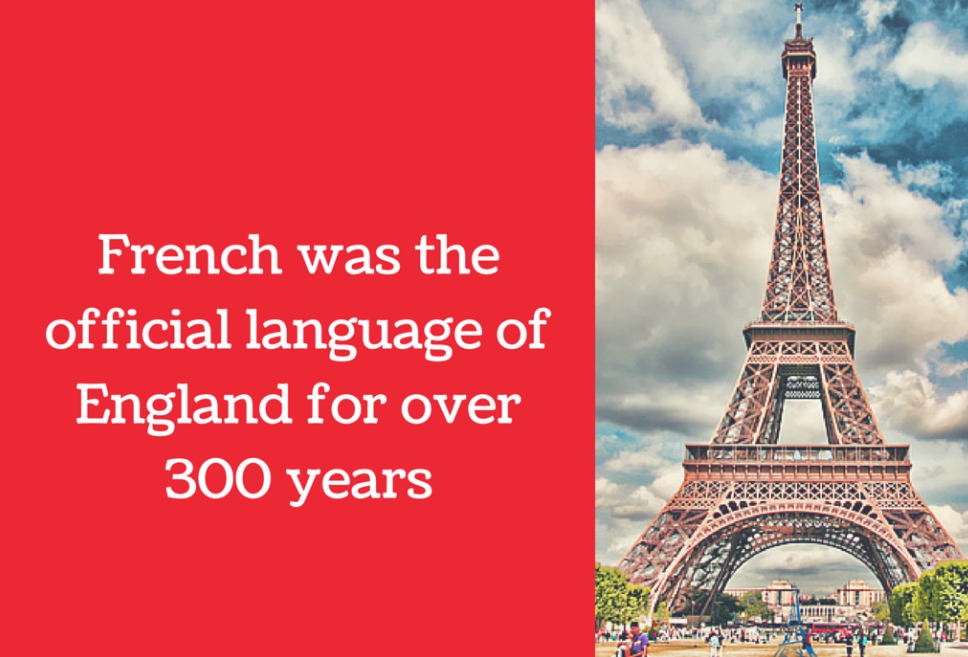 French was the
official language of
England for over
300 years